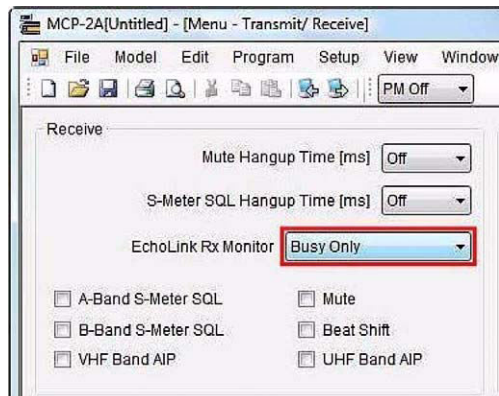 MCP-2A[Untitled] - [Menu - Transmit/ Receive]
File Model Edit Program Setup View Window
PM Off
Receive
Mute Hangup Time [ms] Off
S-Meter SQL Hangup Time [ms] Off
EchoLink Rx Monitor Busy Only
A-Band S-Meter SQL Mute
B-Band S-Meter SQL Beat Shift
VHF Band AIP UHF Band AIP